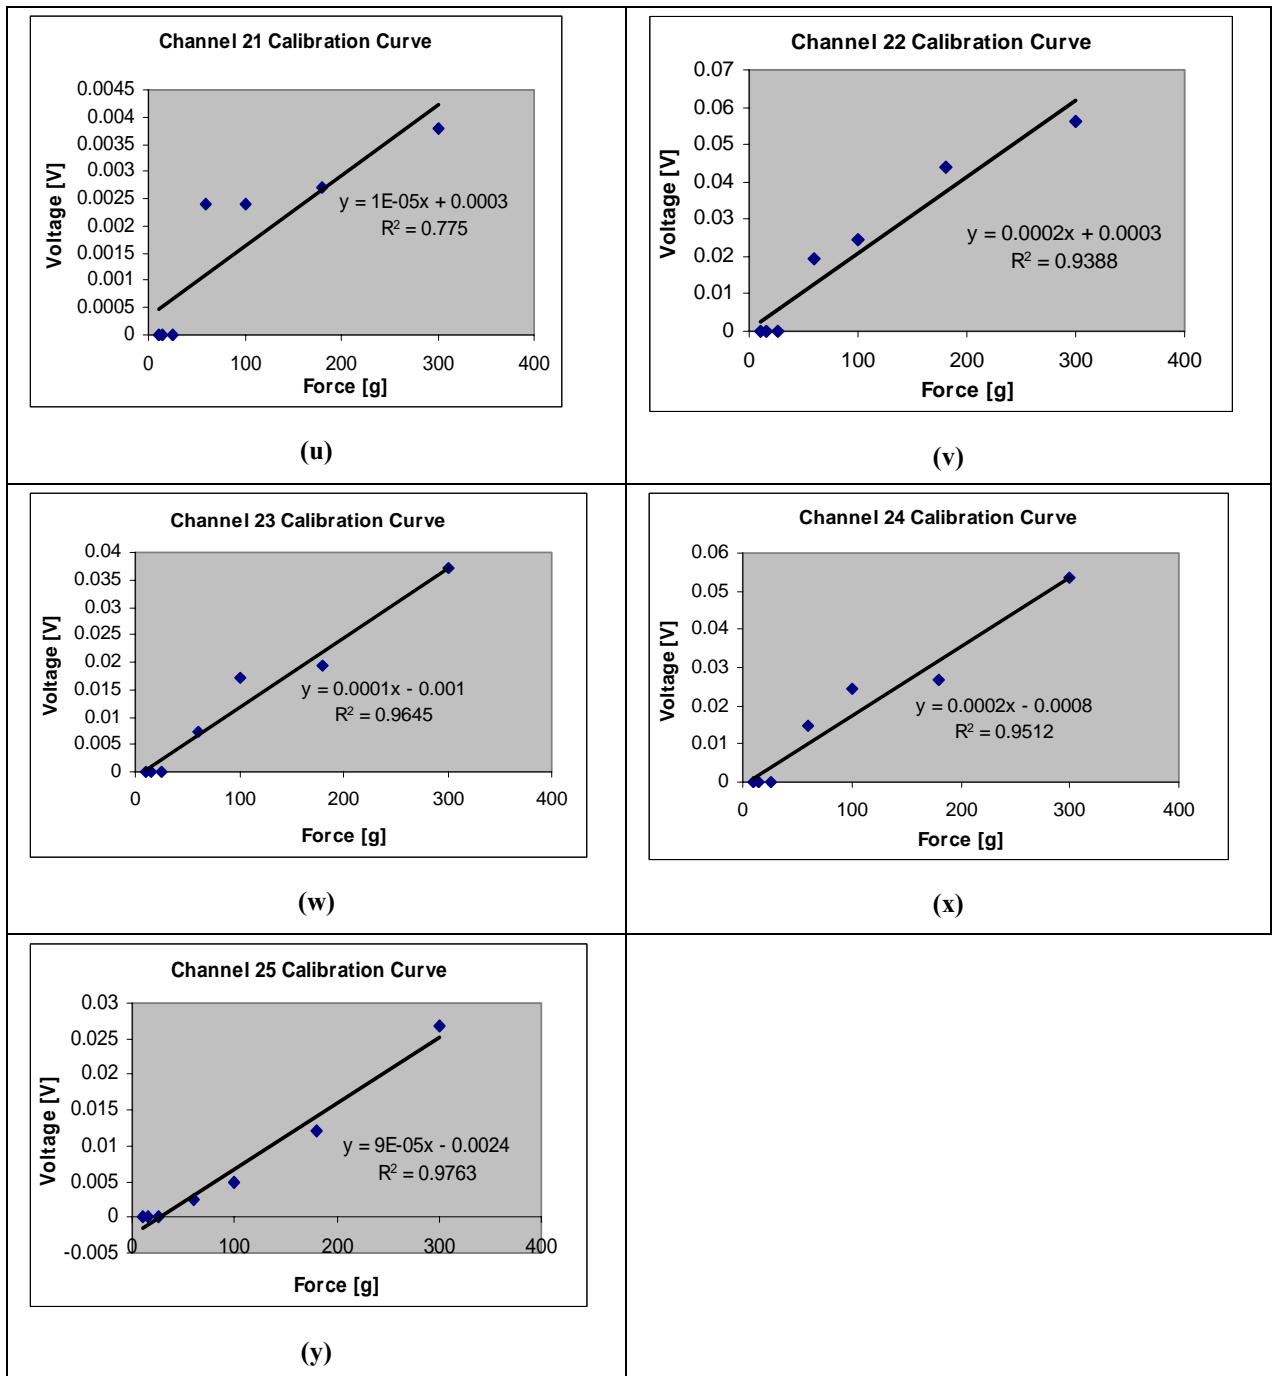 Channel 21 Calibration Curve
0.0045
0.004
0.0035
0.003
0.0025
0.002
0.0015
0.001
0.0005
0
Voltage [V]
y = 1E-05x + 0.0003
R² = 0.775
0 100 200 300 400
Force [g]
(u)
Channel 22 Calibration Curve
0.07
0.06
0.05
0.04
0.03
0.02
0.01
0
Voltage [V]
y = 0.0002x + 0.0003
R² = 0.9388
0 100 200 300 400
Force [g]
(v)
Channel 23 Calibration Curve
0.04
0.035
0.03
0.025
0.02
0.015
0.01
0.005
0
Voltage [V]
y = 0.0001x - 0.001
R² = 0.9645
0 100 200 300 400
Force [g]
(w)
Channel 24 Calibration Curve
0.06
0.05
0.04
0.03
0.02
0.01
0
Voltage [V]
y = 0.0002x - 0.0008
R² = 0.9512
0 100 200 300 400
Force [g]
(x)
Channel 25 Calibration Curve
0.03
0.025
0.02
0.015
0.01
0.005
0
-0.005
Voltage [V]
y = 9E-05x - 0.0024
R² = 0.9763
0 100 200 300 400
Force [g]
(y)